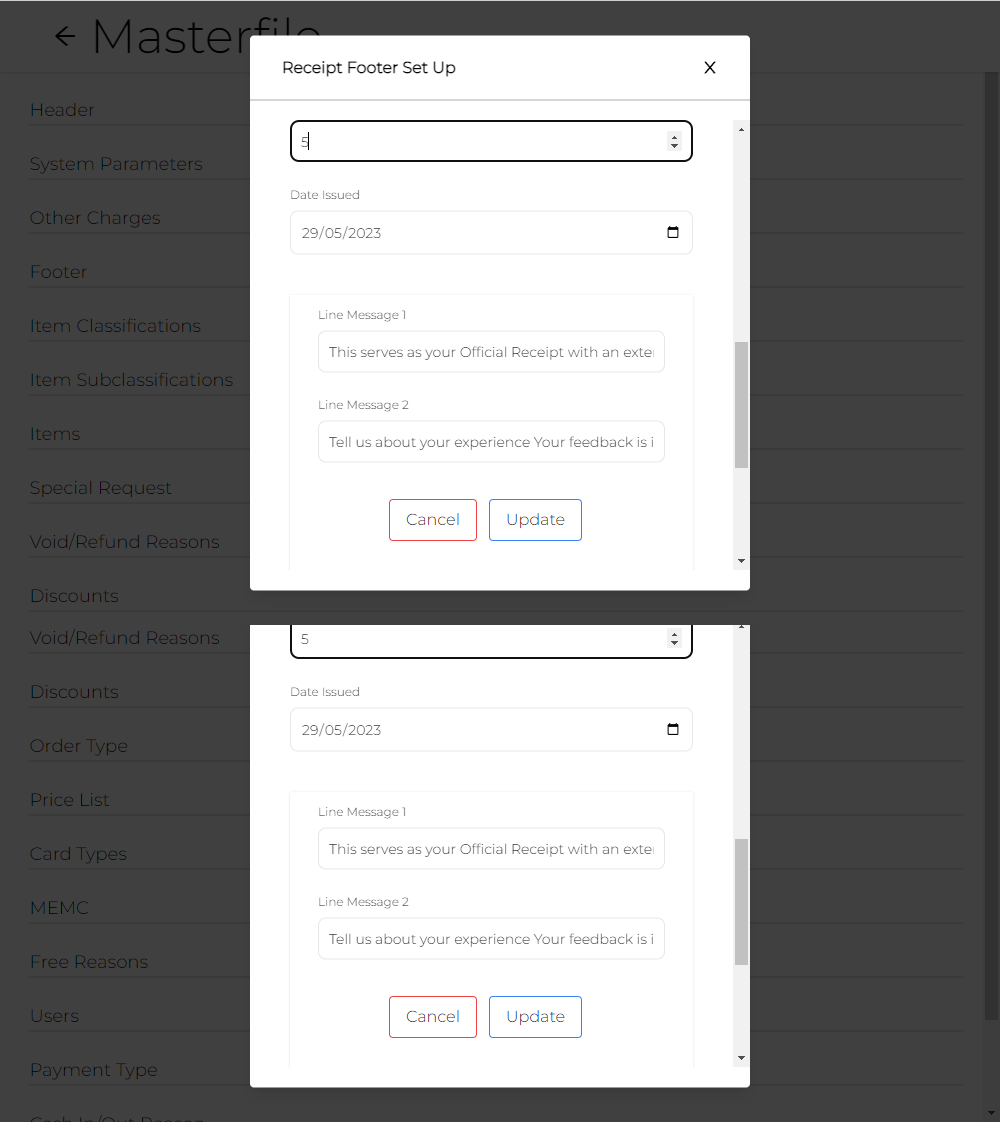 Masterfile
Receipt Footer Set Up
X
Header
5
System Parameters
Date Issued
Other Charges
29/05/2023
Footer
Line Message 1
Item Classifications
This serves as your Official Receipt with an exte
Item Subclassifications
Line Message 2
Items
Tell us about your experience Your feedback is i
Special Request
Cancel
Update
Void/Refund Reasons
Discounts
Void/Refund Reasons
5
Discounts
Date Issued
29/05/2023
Order Type
Price List
Line Message 1
This serves as your Official Receipt with an exte
Card Types
Line Message 2
MEMC
Tell us about your experience Your feedback is i
Free Reasons
Users
Cancel
Update
Payment Type
Cash In/Out Reason